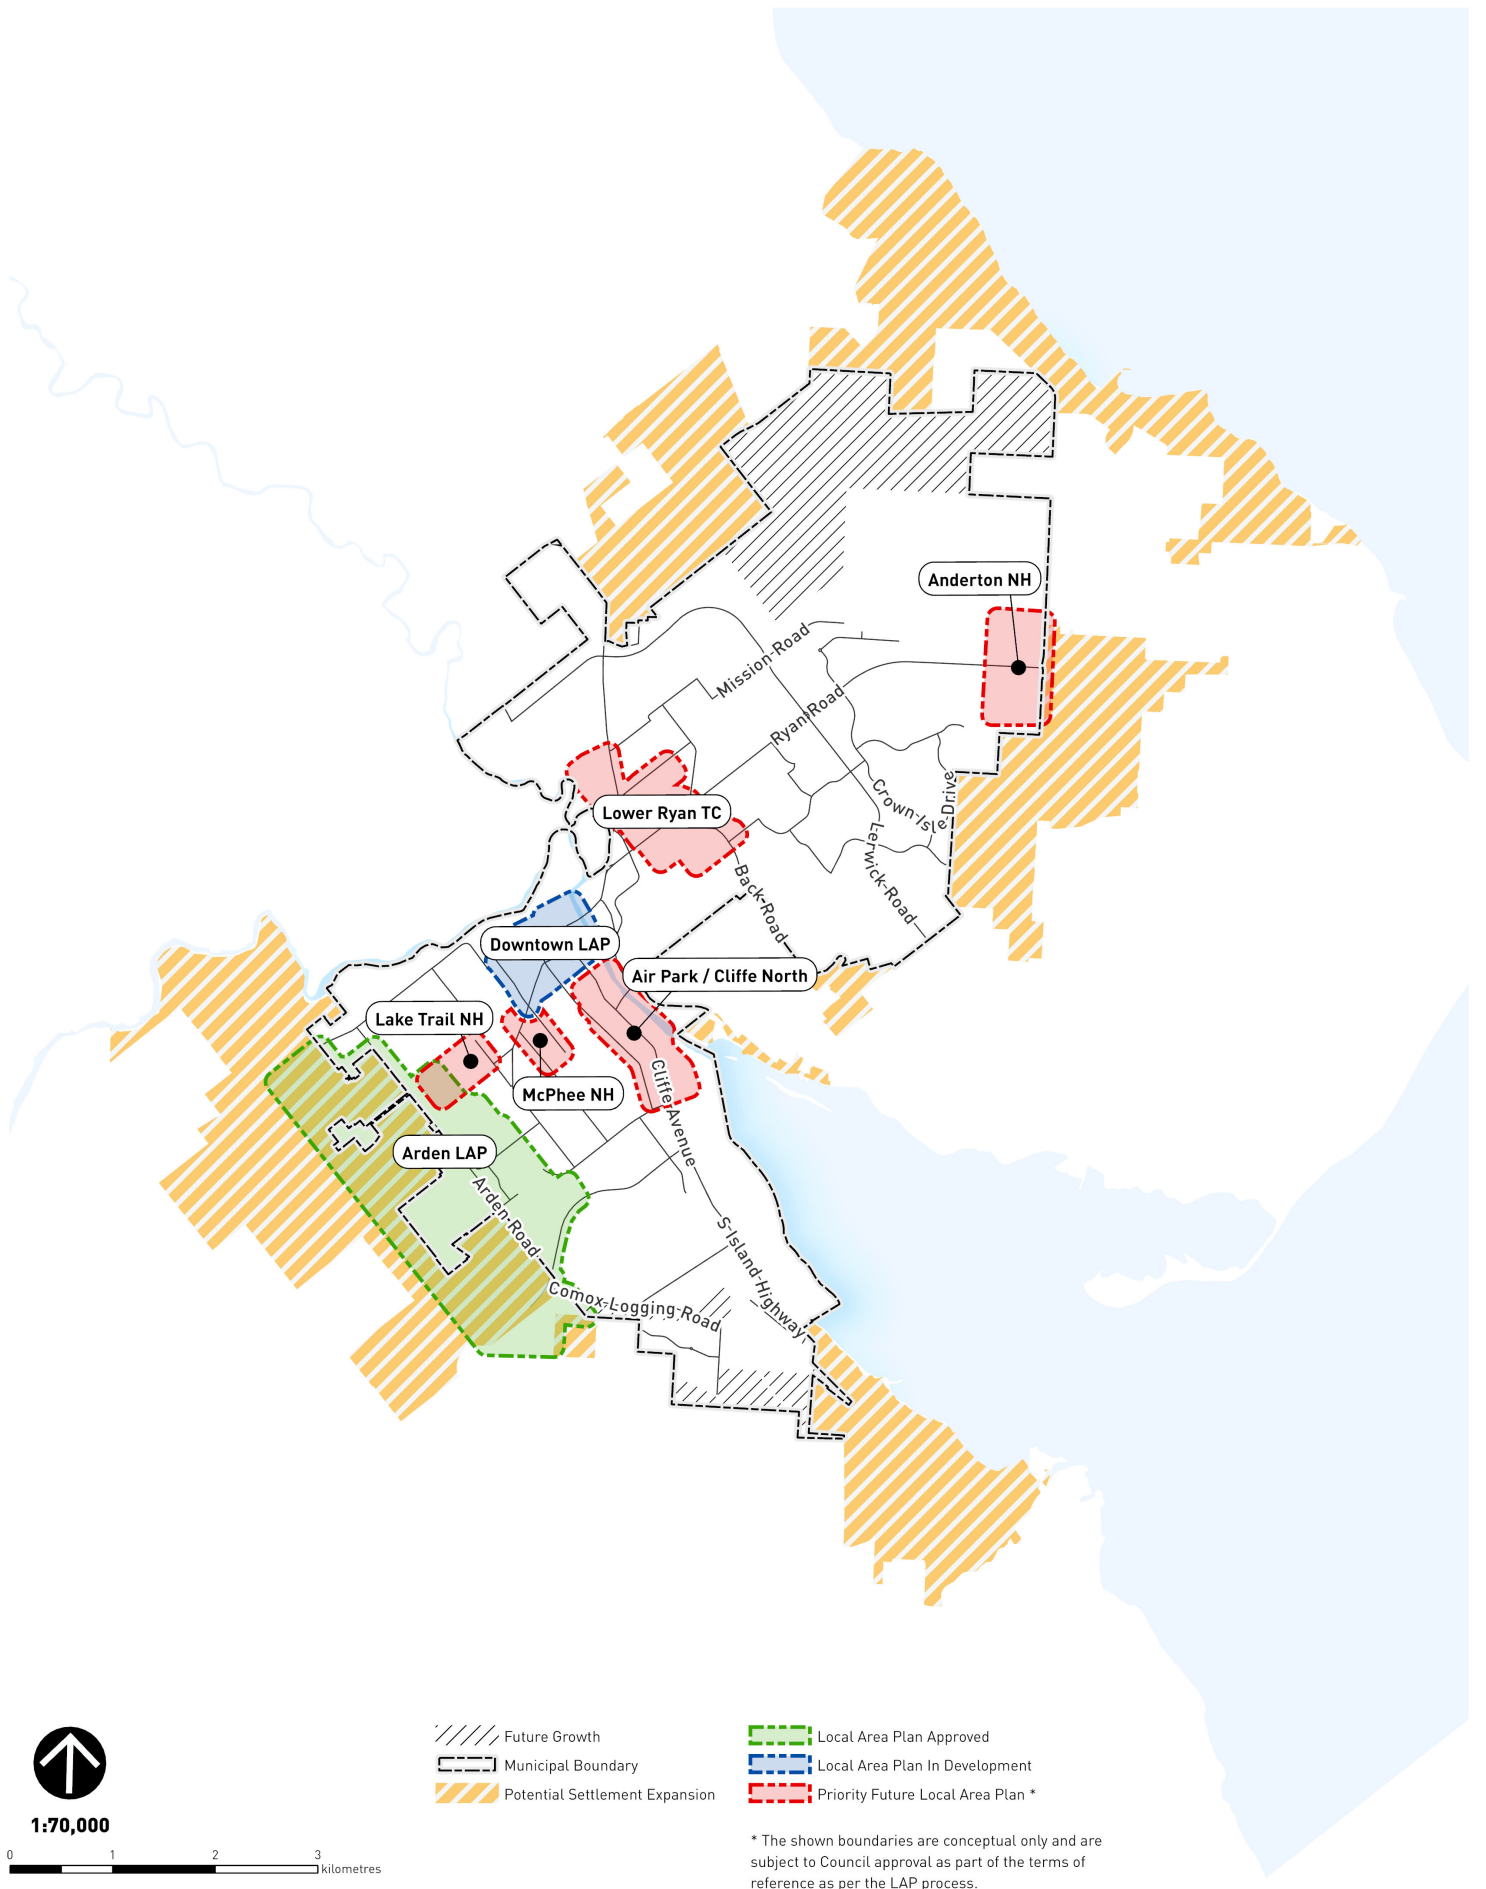 Anderton NH
Mission Road
Ryan Road
Crown-Isle-Drive
Lower Ryan TC
Lerwick-Road
Back-Road
Downtown LAP
Air Park / Cliffe North
Lake Trail NH
McPhee NH
Cliffe-Avenue
Arden LAP
Arden-Road
S-Island-Highway
Comox-Logging-Road
1:70,000
0 1 2 3
kilometres
Future Growth
Municipal Boundary
Potential Settlement Expansion
Local Area Plan Approved
Local Area Plan In Development
Priority Future Local Area Plan *
* The shown boundaries are conceptual only and are
subject to Council approval as part of the terms of
reference as per the LAP process.